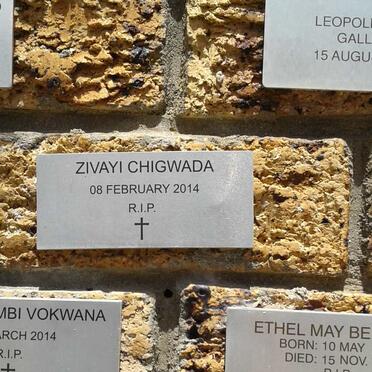 LEOPOL
GALL
15 AUGU
ZIVAYI CHIGWADA
08 FEBRUARY 2014
R.I.P.
MBI VOKWANA
ARCH 2014
R.I.P.
ETHEL MAY BE
BORN: 10 MAY
DIED: 15 NOV.
R.I.P.